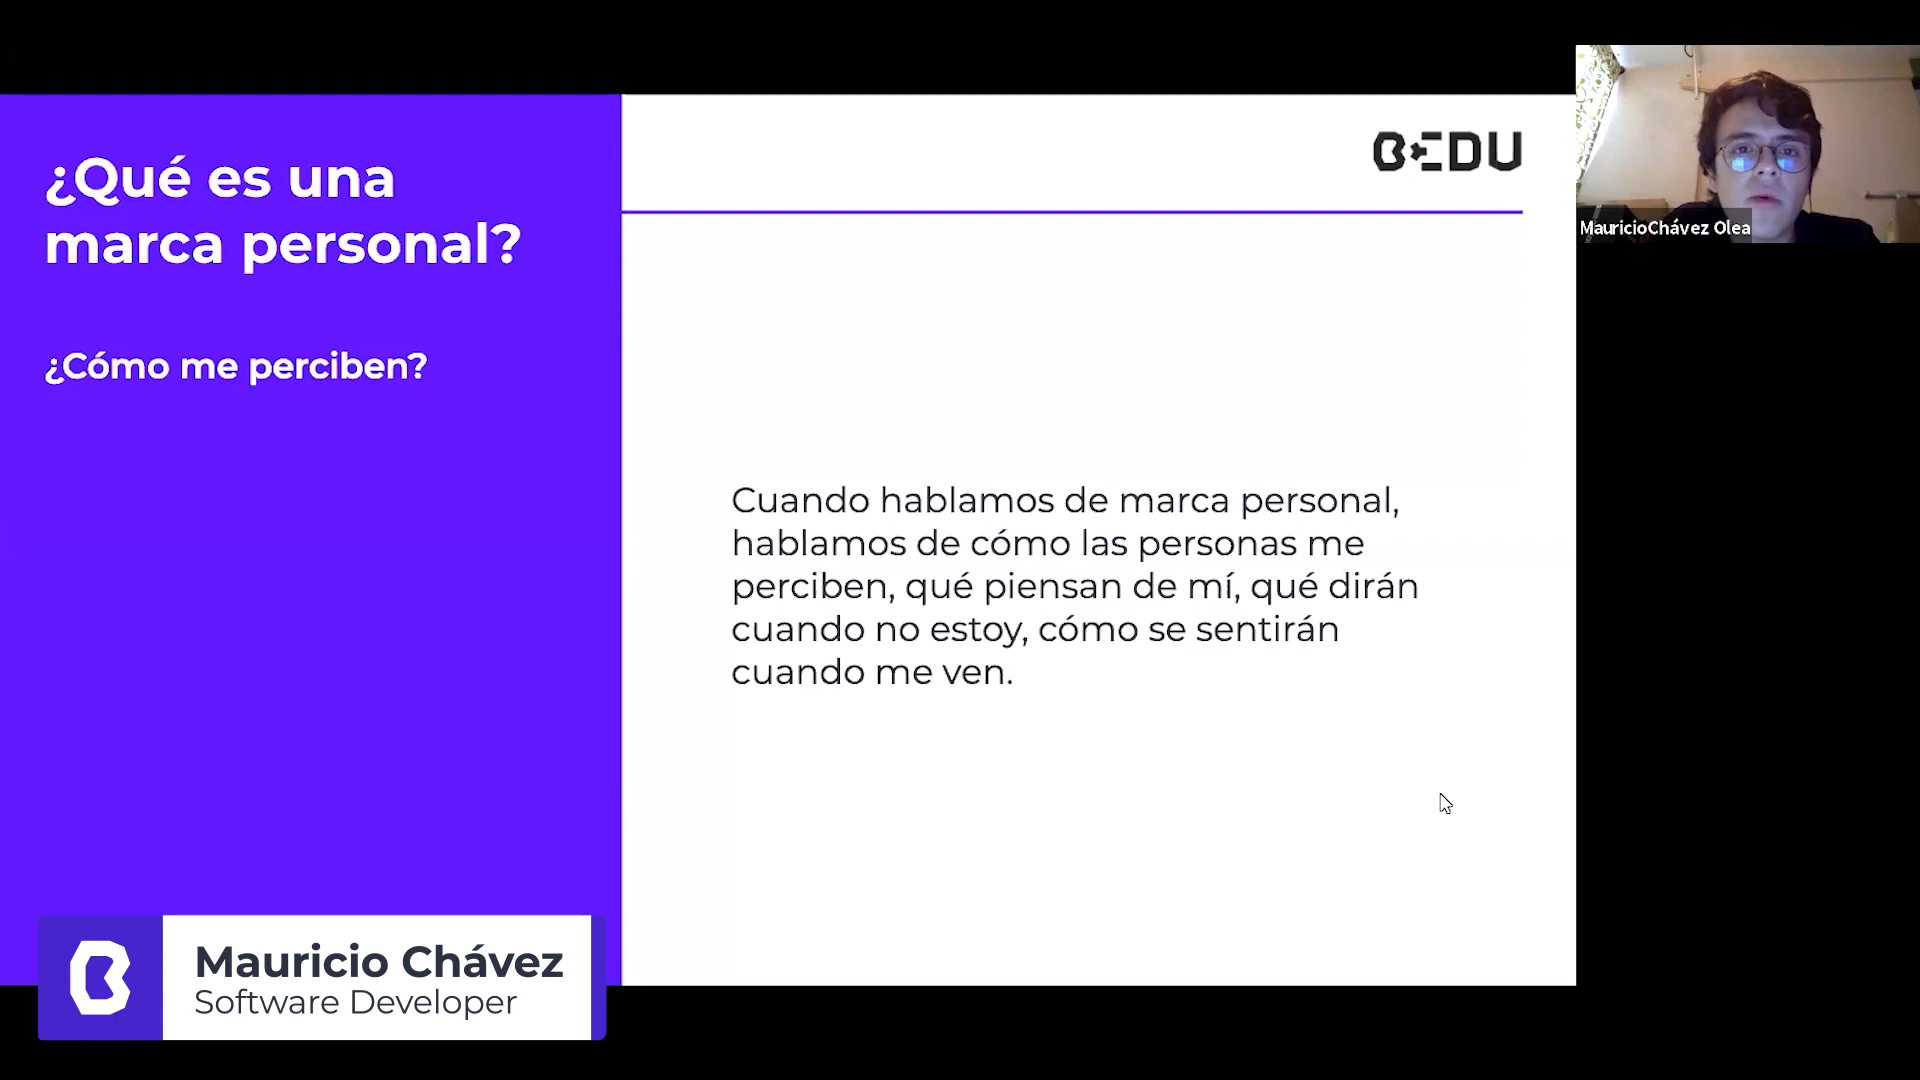 ¿Qué es una
marca personal?
¿Cómo me perciben?
BEDU
Cuando hablamos de marca personal,
hablamos de cómo las personas me
perciben, qué piensan de mí, qué dirán
cuando no estoy, cómo se sentirán
cuando me ven.
MauricioChávez Olea
Mauricio Chávez
Software Developer